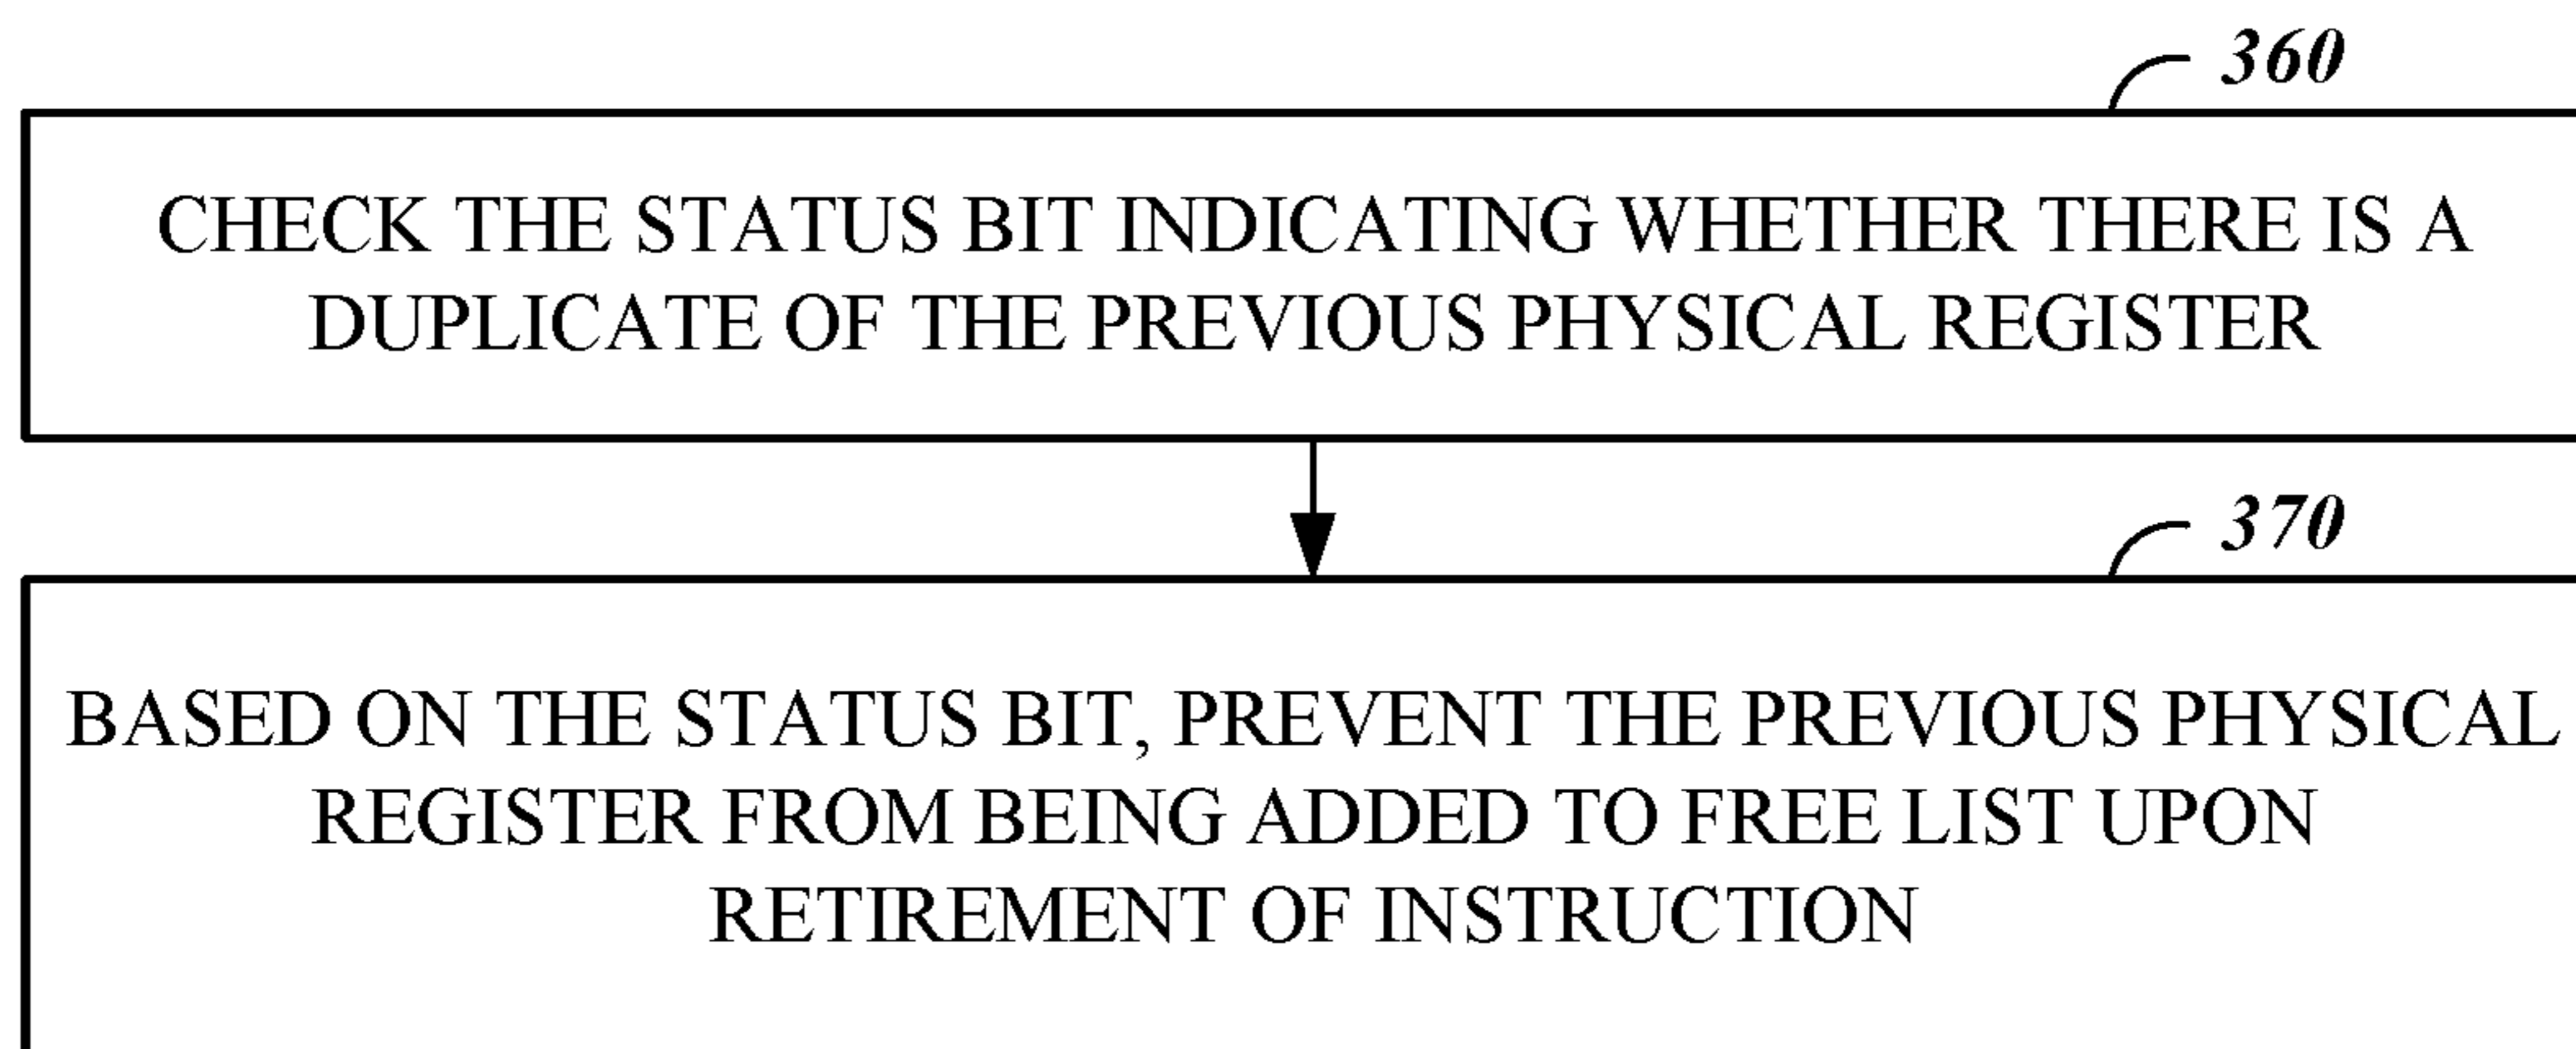 360
CHECK THE STATUS BIT INDICATING WHETHER THERE IS A
DUPLICATE OF THE PREVIOUS PHYSICAL REGISTER
370
BASED ON THE STATUS BIT, PREVENT THE PREVIOUS PHYSICAL
REGISTER FROM BEING ADDED TO FREE LIST UPON
RETIREMENT OF INSTRUCTION